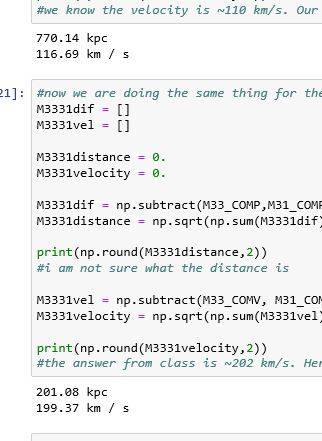 #we know the velocity is ~110 km/s. Our
770.14 kpc
116.69 km / s
21]:
#now we are doing the same thing for the
M3331dif = []
M3331vel = []
M3331distance = 0.
M3331velocity = 0.
M3331dif = np.subtract(M33_COMP,M31_COMP
M3331distance = np.sqrt(np.sum(M3331dif)
print(np.round(M3331distance,2))
#i am not sure what the distance is
M3331vel = np.subtract(M33_COMV, M31_COM
M3331velocity = np.sqrt(np.sum(M3331vel)
print(np.round(M3331velocity,2))
#the answer from class is ~202 km/s. Her
201.08 kpc
199.37 km / s